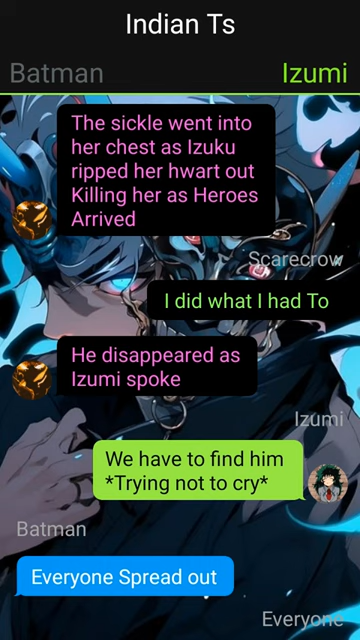 Indian Ts
Batman
Izumi
The sickle went into
her chest as Izuku
ripped her hwart out
Killing her as Heroes
Arrived
Scarecrow
I did what I had To
He disappeared as
Izumi spoke
Izumi
We have to find him
*Trying not to cry*
Batman
Everyone Spread out
Everyone